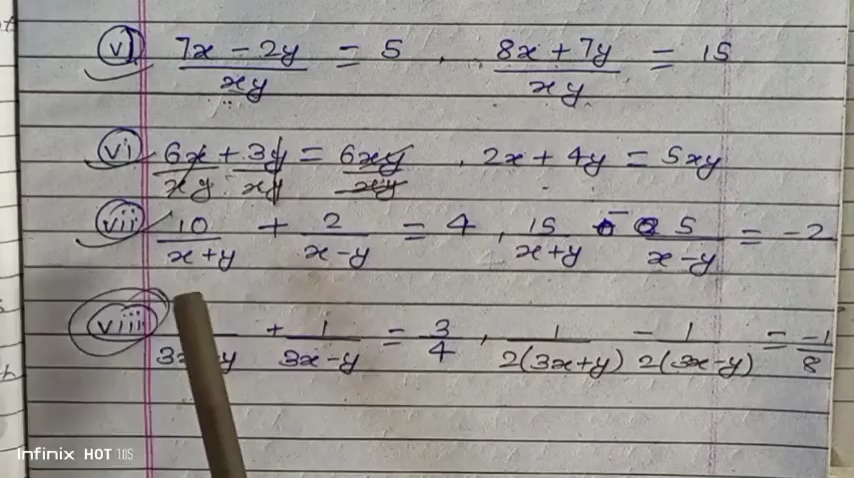 v) 7x - 2y / xy = 5 , 8x + 7y / xy = 15
vi) 6x / xy + 3y / xy = 6xy / xy , 2x + 4y = 5xy
vii) 10 / x+y + 2 / x-y = 4 , 15 / x+y - 5 / x-y = -2
viii) 3x y + 1 / 3x-y = 3 / 4 , 1 / 2(3x+y) - 1 / 2(3x-y) = -1 / 8
Infinix HOT 10S